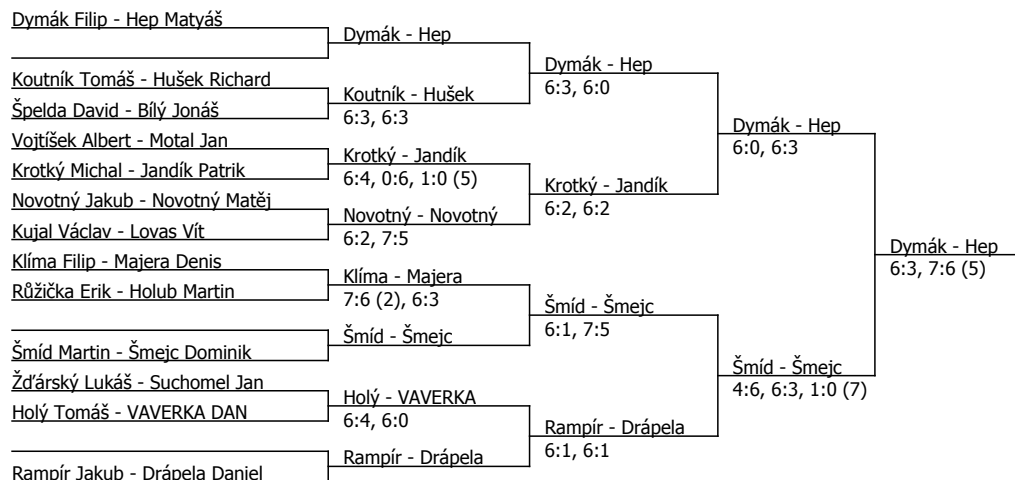 Dymák Filip - Hep Matyáš
Koutník Tomáš - Hušek Richard
Špelda David - Bílý Jonáš
Vojtíšek Albert - Motal Jan
Krotký Michal - Jandík Patrik
Novotný Jakub - Novotný Matěj
Kujal Václav - Lovas Vít
Klíma Filip - Majera Denis
Růžička Erik - Holub Martin
Šmíd Martin - Šmejc Dominik
Žďárský Lukáš - Suchomel Jan
Holý Tomáš - VAVERKA DAN
Rampír Jakub - Drápela Daniel
Dymák - Hep
Koutník - Hušek
6:3, 6:3
Krotký - Jandík
6:4, 0:6, 1:0 (5)
Novotný - Novotný
6:2, 7:5
Klíma - Majera
7:6 (2), 6:3
Šmíd - Šmejc
Holý - VAVERKA
6:4, 6:0
Rampír - Drápela
Dymák - Hep
6:3, 6:0
Krotký - Jandík
6:2, 6:2
Šmíd - Šmejc
6:1, 7:5
Rampír - Drápela
6:1, 6:1
Dymák - Hep
6:0, 6:3
Šmíd - Šmejc
4:6, 6:3, 1:0 (7)
Dymák - Hep
6:3, 7:6 (5)